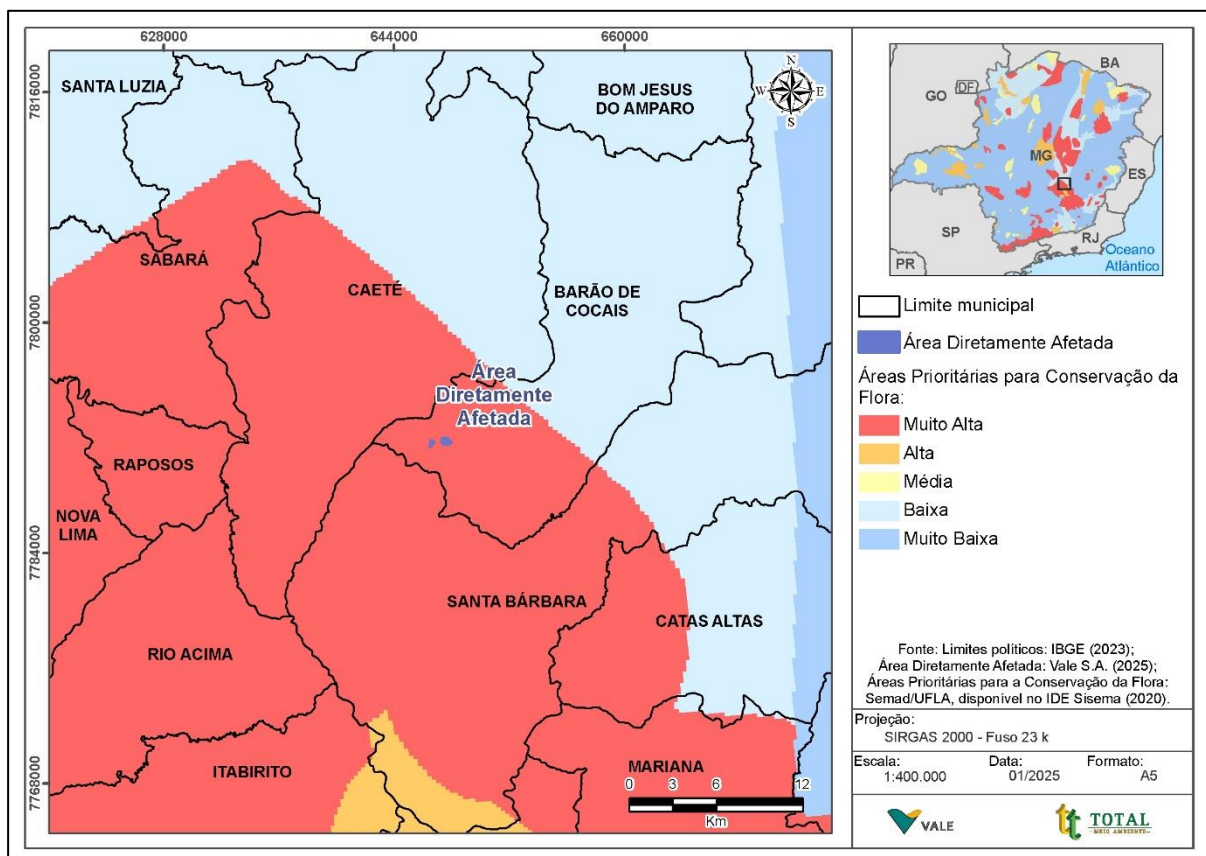 628000
644000
660000
7816000
7800000
7784000
7768000
SANTA LUZIA
BOM JESUS
DO AMPARO
N
W
E
S
SABARÁ
CAETÉ
BARÃO DE
COCAIS
Área
Diretamente
Afetada
RAPOSOS
NOVA
LIMA
SANTA BÁRBARA
CATAS ALTAS
RIO ACIMA
ITABIRITO
MARIANA
0 3 6 12
Km
BA
GO
DF
MG
ES
SP
RJ
PR
Oceano
Atlântico
Limite municipal
Área Diretamente Afetada
Áreas Prioritárias para Conservação da
Flora:
Muito Alta
Alta
Média
Baixa
Muito Baixa
Fonte: Limites políticos: IBGE (2023);
Área Diretamente Afetada: Vale S.A. (2025);
Áreas Prioritárias para a Conservação da Flora:
Semad/UFLA, disponível no IDE Sisema (2020).
Projeção:
SIRGAS 2000 - Fuso 23 k
Escala:
1:400.000
Data:
01/2025
Formato:
A5
VALE
TOTAL
MEIO AMBIENTE